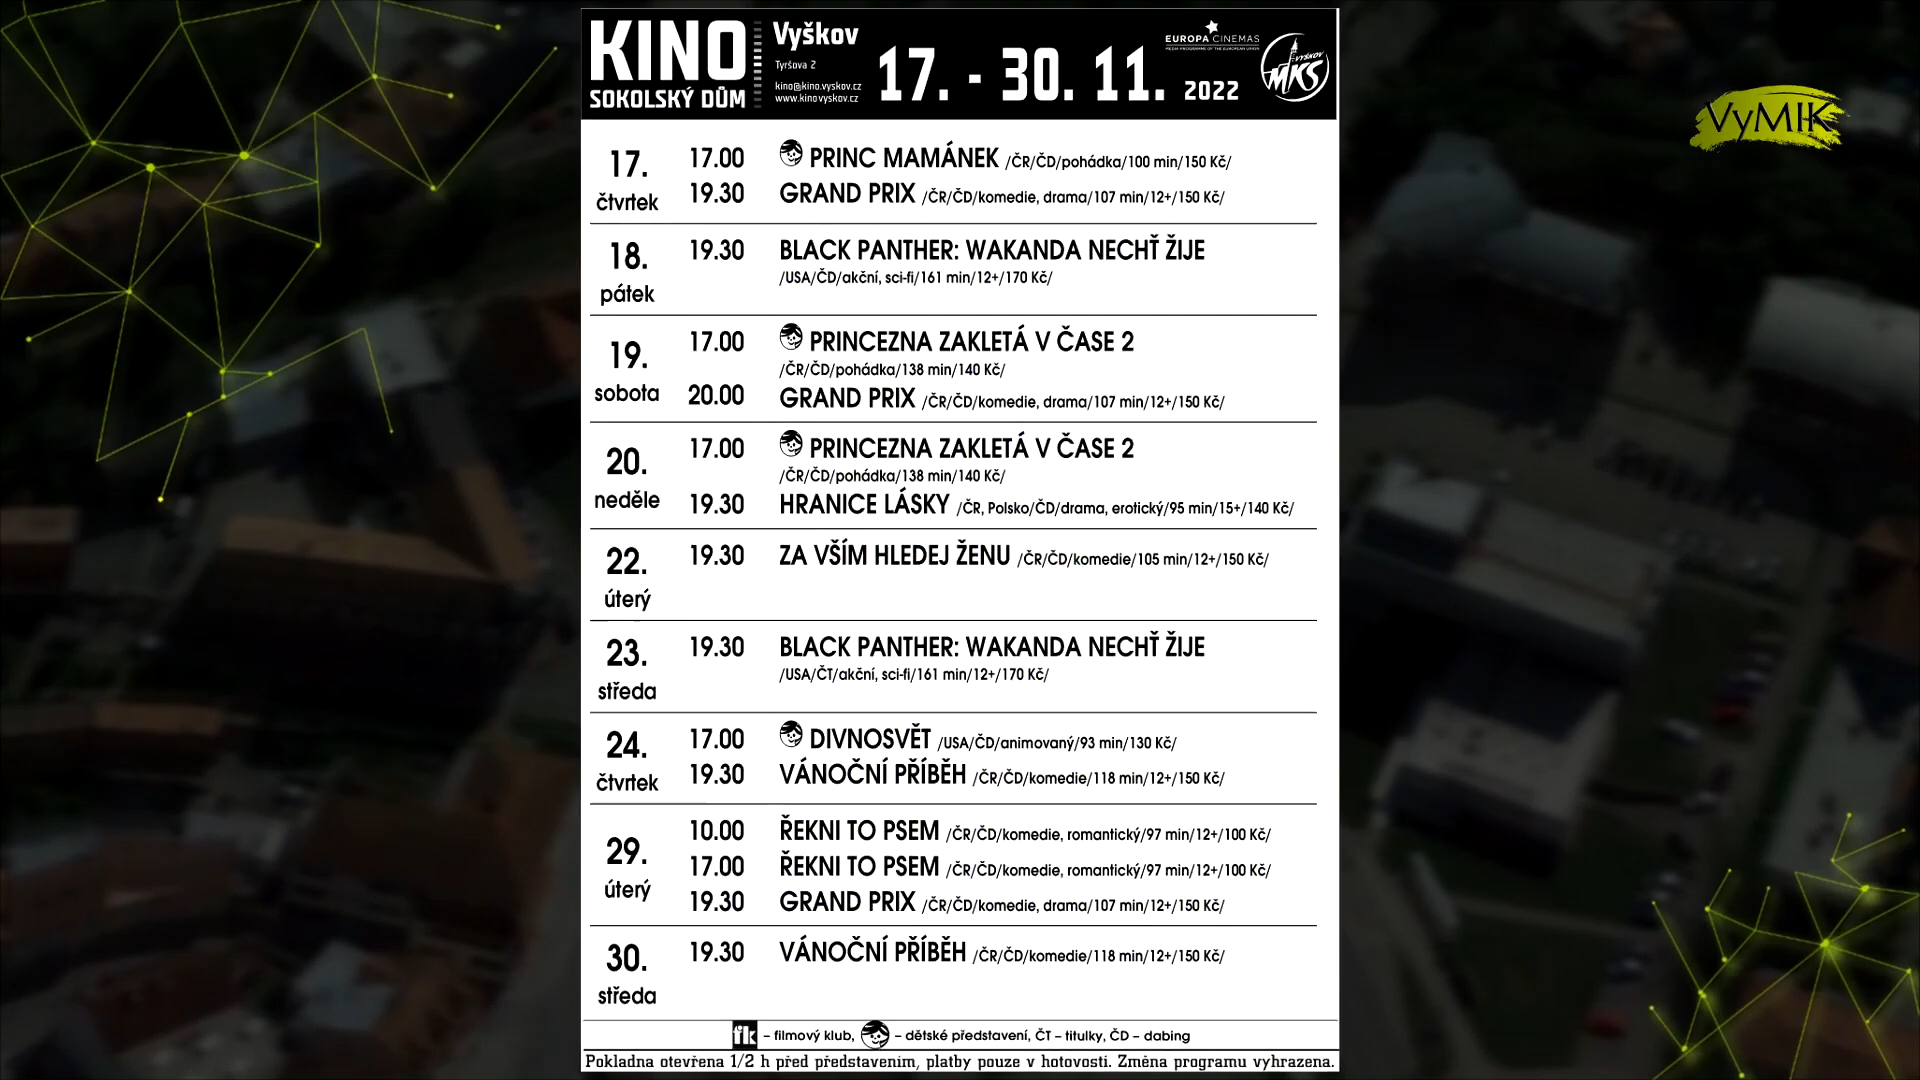 KINO
SOKOLSKÝ DŮM
Vyškov
Tyršova 2
kino@kino.vyskov.cz
www.kinovyskov.cz
17. - 30. 11. 2022
EUROPA CINEMAS
MEDIA-PROGRAMME OF THE EUROPEAN UNION
VYŠKOV
MKS
VyMIK
17. čtvrtek
17.00 PRINC MAMÁNEK /ČR/ČD/pohádka/100 min/150 Kč/
19.30 GRAND PRIX /ČR/ČD/komedie, drama/107 min/12+/150 Kč/
18. pátek
19.30 BLACK PANTHER: WAKANDA NECHŤ ŽIJE
/USA/ČD/akční, sci-fi/161 min/12+/170 Kč/
19. sobota
17.00 PRINCEZNA ZAKLETÁ V ČASE 2
/ČR/ČD/pohádka/138 min/140 Kč/
20.00 GRAND PRIX /ČR/ČD/komedie, drama/107 min/12+/150 Kč/
20. neděle
17.00 PRINCEZNA ZAKLETÁ V ČASE 2
/ČR/ČD/pohádka/138 min/140 Kč/
19.30 HRANICE LÁSKY /ČR, Polsko/ČD/drama, erotický/95 min/15+/140 Kč/
22. úterý
19.30 ZA VŠÍM HLEDEJ ŽENU /ČR/ČD/komedie/105 min/12+/150 Kč/
23. středa
19.30 BLACK PANTHER: WAKANDA NECHŤ ŽIJE
/USA/ČT/akční, sci-fi/161 min/12+/170 Kč/
24. čtvrtek
17.00 DIVNOSVĚT /USA/ČD/animovaný/93 min/130 Kč/
19.30 VÁNOČNÍ PŘÍBĚH /ČR/ČD/komedie/118 min/12+/150 Kč/
29. úterý
10.00 ŘEKNI TO PSEM /ČR/ČD/komedie, romantický/97 min/12+/100 Kč/
17.00 ŘEKNI TO PSEM /ČR/ČD/komedie, romantický/97 min/12+/100 Kč/
19.30 GRAND PRIX /ČR/ČD/komedie, drama/107 min/12+/150 Kč/
30. středa
19.30 VÁNOČNÍ PŘÍBĚH /ČR/ČD/komedie/118 min/12+/150 Kč/
fk – filmový klub, – dětské představení, ČT – titulky, ČD – dabing
Pokladna otevřena 1/2 h před představením, platby pouze v hotovosti. Změna programu vyhrazena.